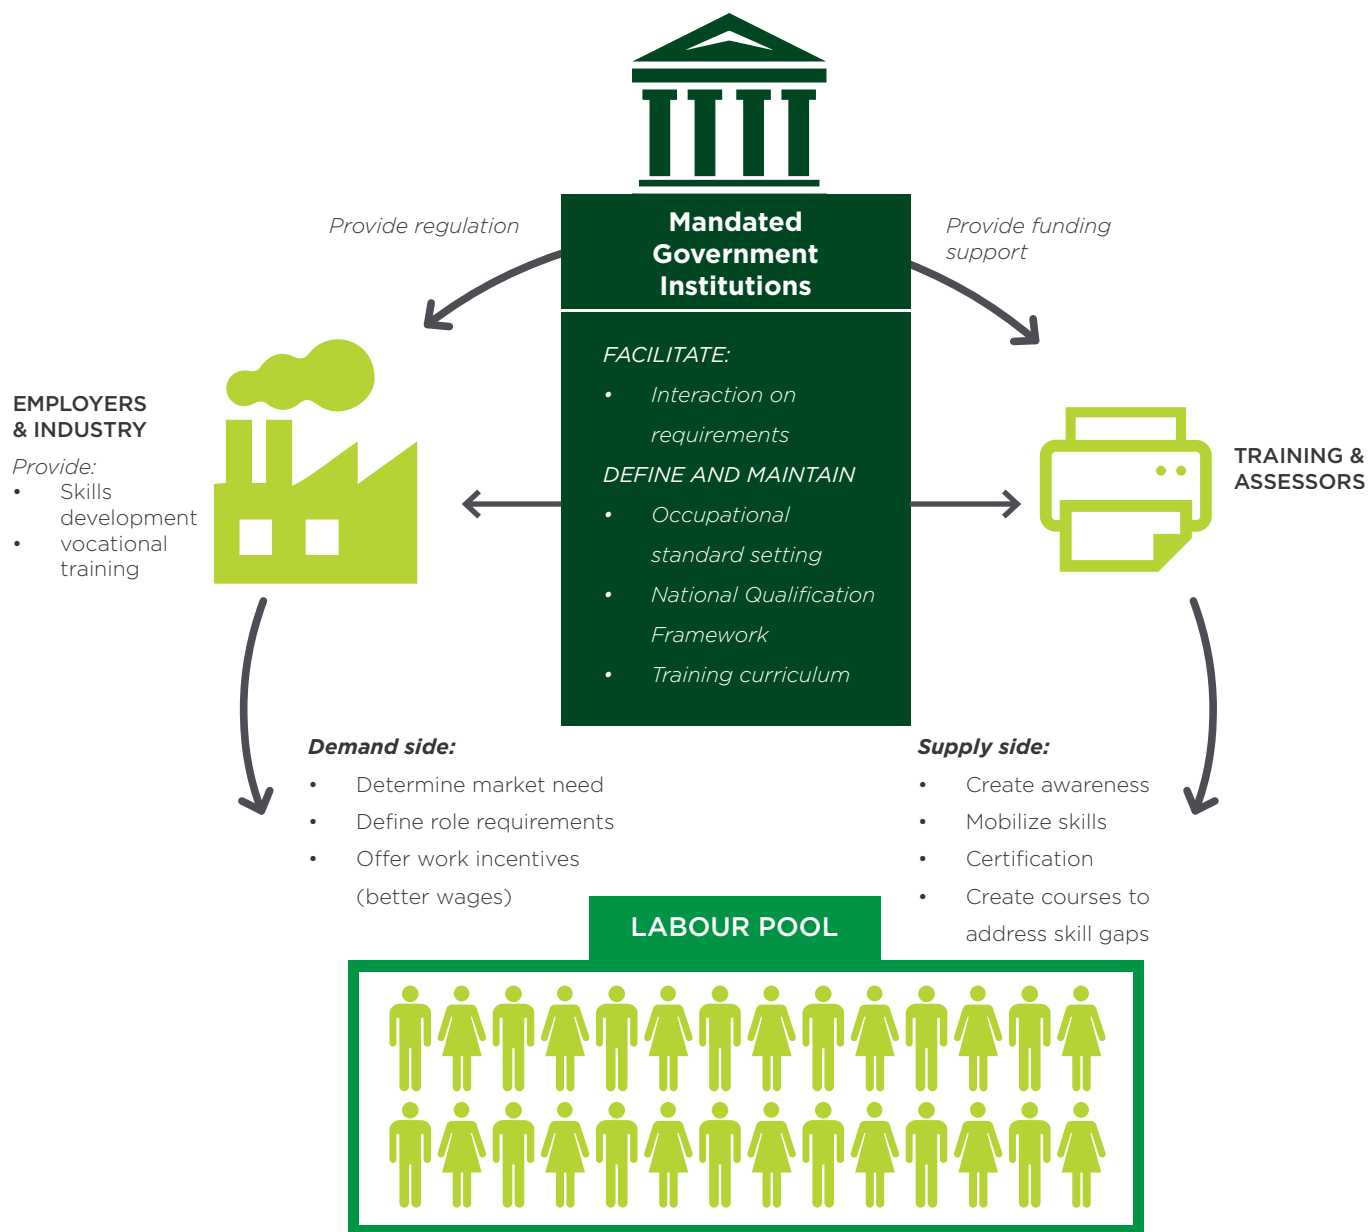 Provide regulation
Mandated
Government
Institutions
Provide funding
support
FACILITATE:
• Interaction on
requirements
DEFINE AND MAINTAIN
• Occupational
standard setting
• National Qualification
Framework
• Training curriculum
EMPLOYERS
& INDUSTRY
Provide:
• Skills
development
• vocational
training
TRAINING &
ASSESSORS
Demand side:
• Determine market need
• Define role requirements
• Offer work incentives
(better wages)
Supply side:
• Create awareness
• Mobilize skills
• Certification
• Create courses to
address skill gaps
LABOUR POOL